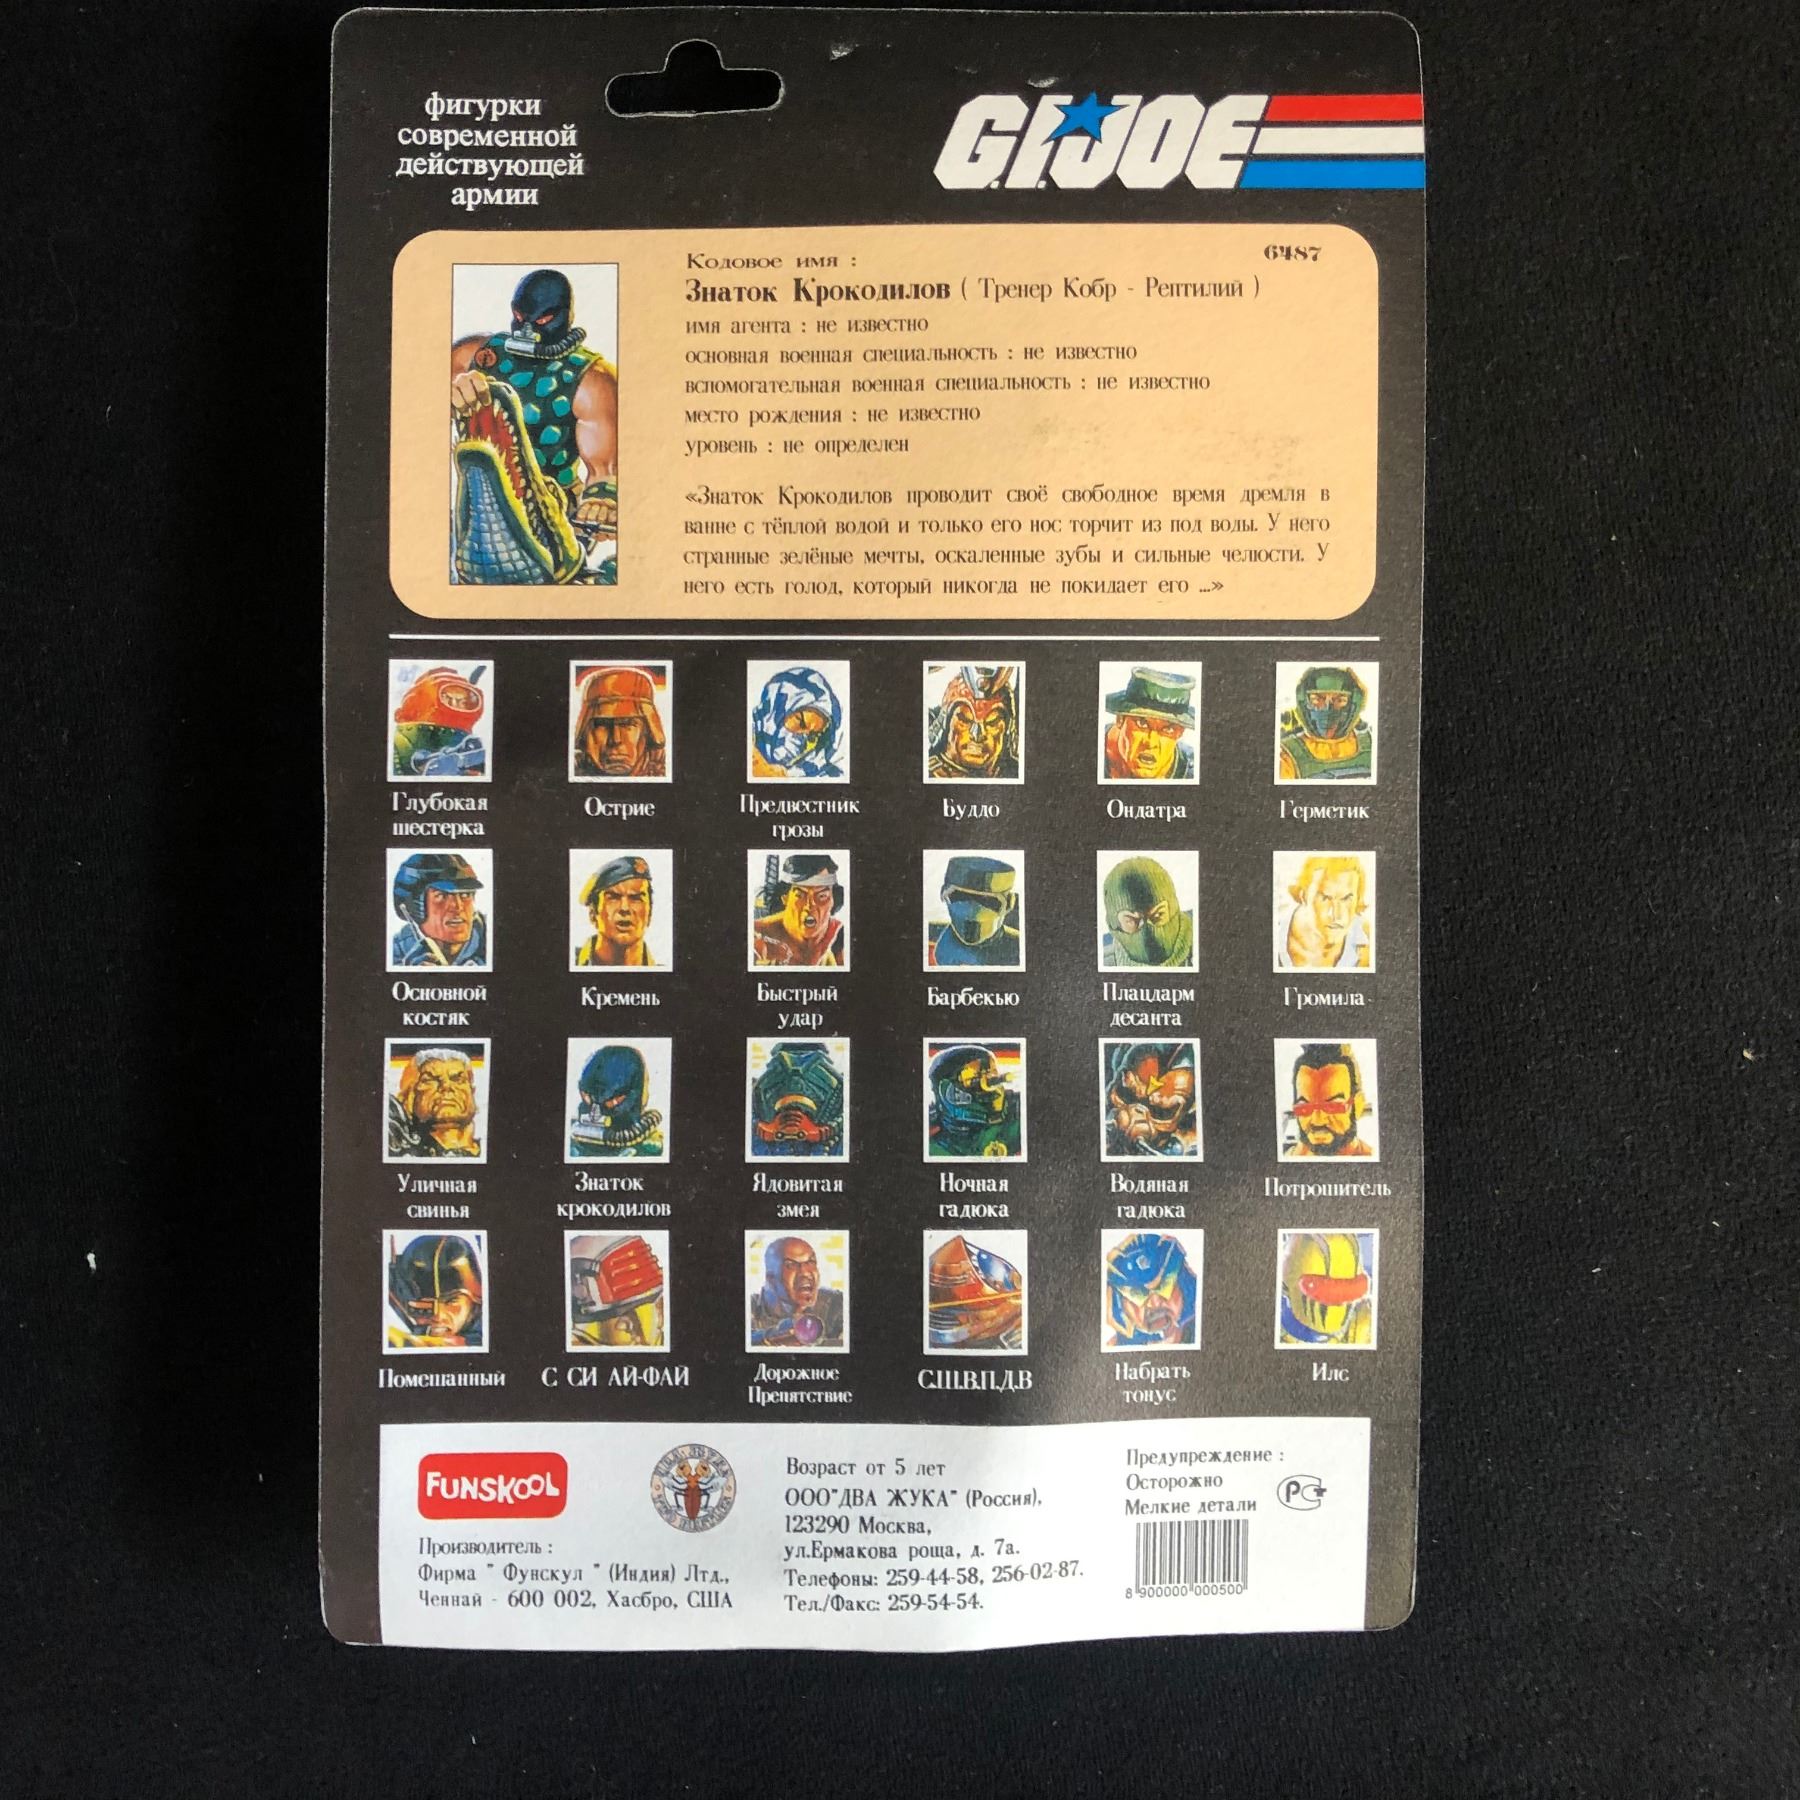 фигурки
современной
действующей
армии
G.I.JOE
6487
Кодовое имя :
Знаток Крокодилов ( Тренер Кобр - Рептилий )
имя агента : не известно
основная военная специальность : не известно
вспомогательная военная специальность : не известно
место рождения : не известно
уровень : не определен
«Знаток Крокодилов проводит своё свободное время дремля в
ванне с тёплой водой и только его нос торчит из под воды. У него
странные зелёные мечты, оскаленные зубы и сильные челюсти. У
него есть голод, который никогда не покидает его ...»
Глубокая
шестерка
Острие
Предвестник
грозы
Буддо
Ондатра
Герметик
Основной
костяк
Кремень
Быстрый
удар
Барбекью
Плацдарм
десанта
Громила
Уличная
свинья
Знаток
крокодилов
Ядовитая
змея
Ночная
гадюка
Водяная
гадюка
Потрошитель
Помешанный
С СИ АЙ-ФАЙ
Дорожное
Препятствие
С.Ш.В.П.Д.В
Набрать
тонус
Илс
FUNSKOOL
Производитель :
Фирма " Фунскул " (Индия) Лтд.,
Ченнай - 600 002, Хасбро, США
Возраст от 5 лет
ООО"ДВА ЖУКА" (Россия),
123290 Москва,
ул.Ермакова роща, д. 7а.
Телефоны: 259-44-58, 256-02-87.
Тел./Факс: 259-54-54.
Предупреждение :
Осторожно
Мелкие детали
РСТ
8 900000 000500